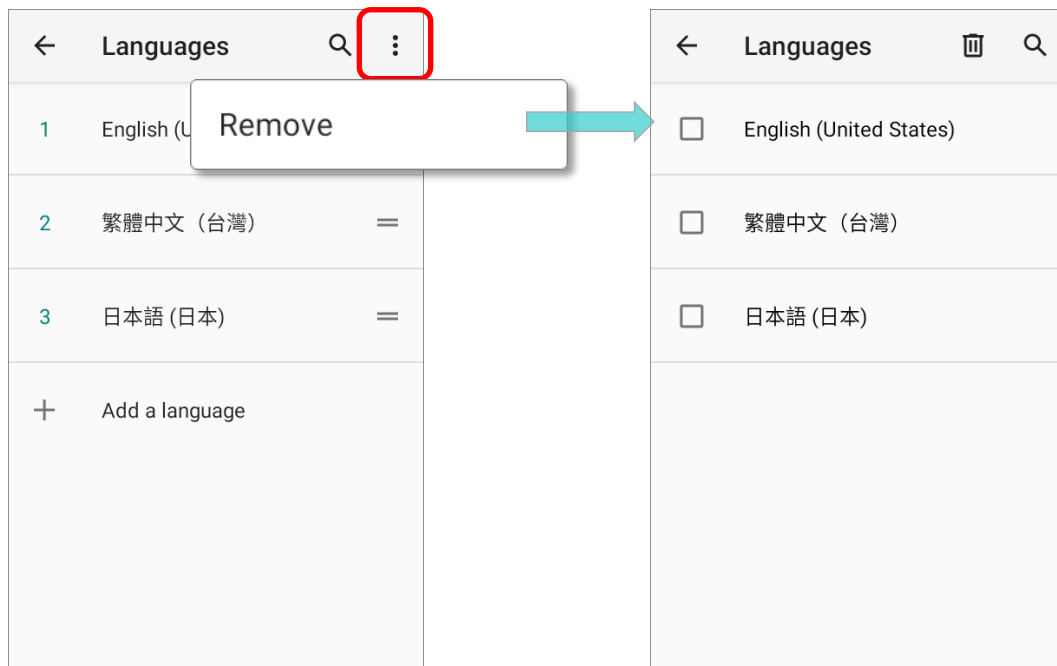 Languages
Remove
1 English (U
2 繁體中文（台灣）
3 日本語 (日本)
Add a language
Languages
English (United States)
繁體中文（台灣）
日本語 (日本)